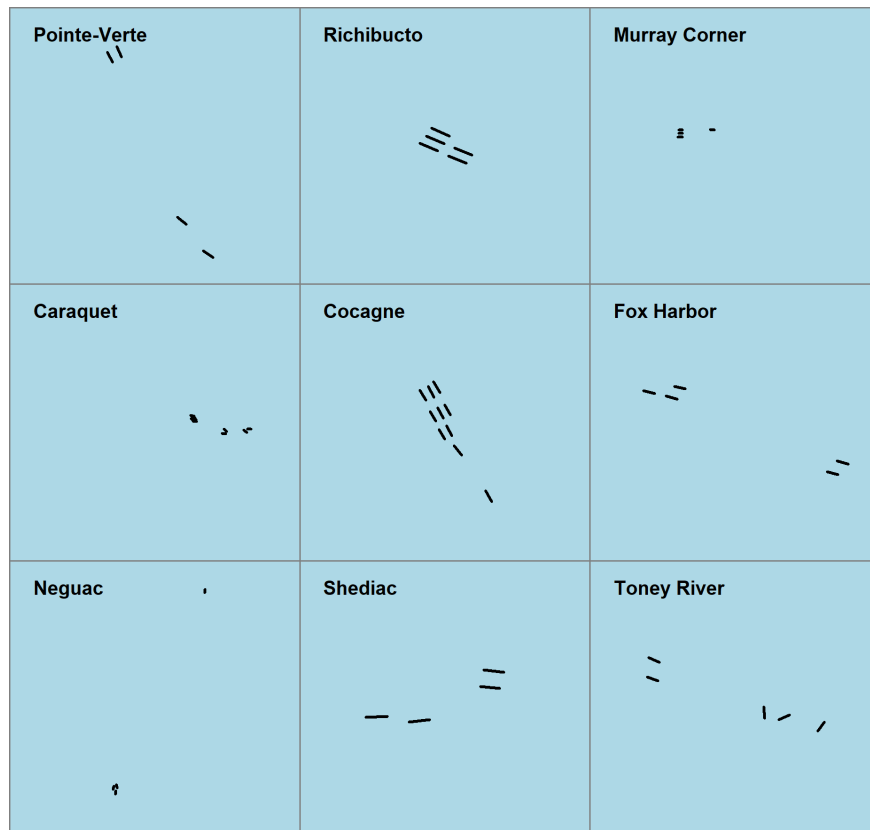 Pointe-Verte
Richibucto
Murray Corner
Caraquet
Cocagne
Fox Harbor
Neguac
Shediac
Toney River